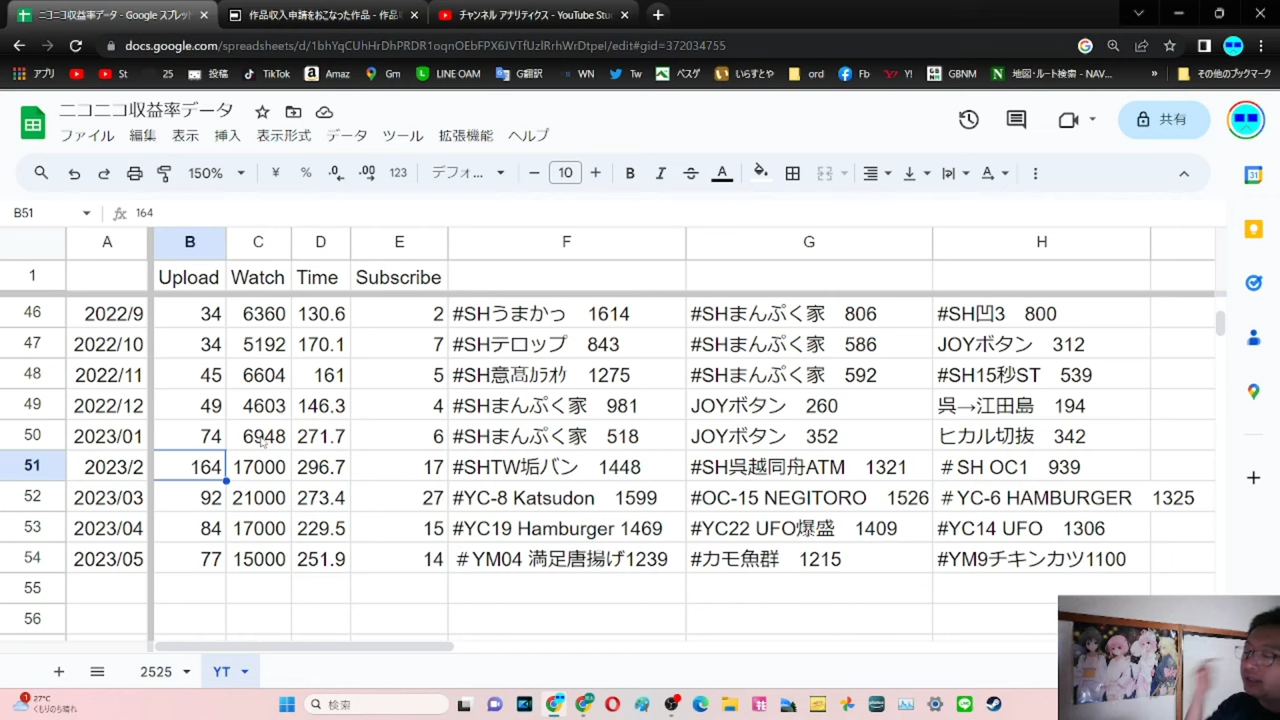 ニコニコ収益率データ - Google スプレッ
作品収入申請をおこなった作品 - 作品収
チャンネル アナリティクス - YouTube Stu
docs.google.com/spreadsheets/d/1bhYqCUhHrDhPRDR1oqnOEbFPX6JVTfUzlRrhWrDtpeI/edit#gid=372034755
アプリ St 25 投稿 TikTok Amaz Gm LINE OAM G翻訳 WN Tw ベスゲ いらすとや ord Fb Y! GBNM 地図・ルート検索 - NAV... » その他のブックマーク
ニコニコ収益率データ
ファイル 編集 表示 挿入 表示形式 データ ツール 拡張機能 ヘルプ
共有
150% ¥ % .0 .00 123 デフォ... 10 B I A
B51 fx 164
A B C D E F G H
1 Upload Watch Time Subscribe
46 2022/9 34 6360 130.6 2 #SHうまかっ 1614 #SHまんぷく家 806 #SH凹3 800
47 2022/10 34 5192 170.1 7 #SHテロップ 843 #SHまんぷく家 586 JOYボタン 312
48 2022/11 45 6604 161 5 #SH意髙ｶﾗｵｹ 1275 #SHまんぷく家 592 #SH15秒ST 539
49 2022/12 49 4603 146.3 4 #SHまんぷく家 981 JOYボタン 260 呉→江田島 194
50 2023/01 74 6948 271.7 6 #SHまんぷく家 518 JOYボタン 352 ヒカル切抜 342
51 2023/2 164 17000 296.7 17 #SHTW垢バン 1448 #SH呉越同舟ATM 1321 ＃SH OC1 939
52 2023/03 92 21000 273.4 27 #YC-8 Katsudon 1599 #OC-15 NEGITORO 1526 ＃YC-6 HAMBURGER 1325
53 2023/04 84 17000 229.5 15 #YC19 Hamburger 1469 #YC22 UFO爆盛 1409 #YC14 UFO 1306
54 2023/05 77 15000 251.9 14 ＃YM04 満足唐揚げ1239 #カモ魚群 1215 #YM9チキンカツ1100
55
56
2525 YT
27°C
くもりのち晴れ
検索